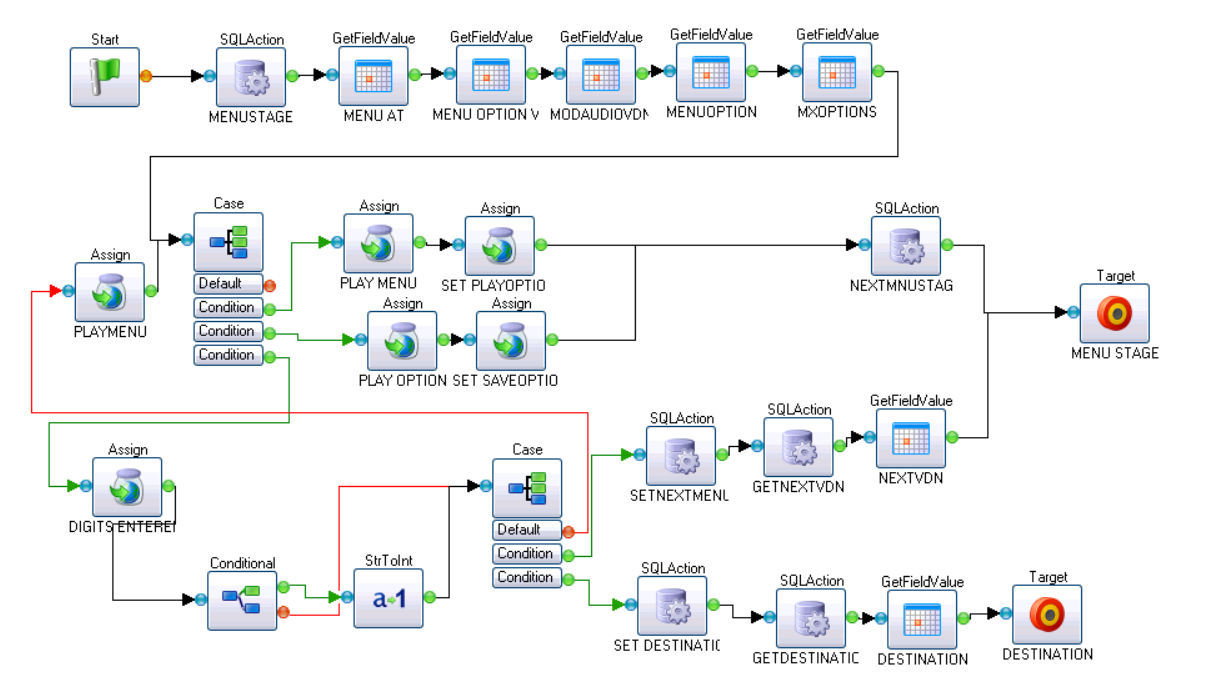 Start
SQLAction
GetFieldValue
GetFieldValue
GetFieldValue
GetFieldValue
GetFieldValue
MENUSTAGE
MENU AT
MENU OPTION V
MODAUDIOVDN
MENUOPTION
MXOPTIONS
Case
Assign
Assign
SQLAction
Assign
Default
PLAY MENU
SET PLAYOPTIO
NEXTMNUSTAG
Target
Condition
Assign
Assign
PLAYMENU
Condition
Condition
MENU STAGE
PLAY OPTION
SET SAVEOPTIO
GetFieldValue
SQLAction
SQLAction
Assign
Case
NEXTVDN
GETNEXTVDN
SETNEXTMENU
DIGITS ENTEREI
Default
Condition
Conditional
StrToInt
Condition
a→1
SQLAction
SQLAction
GetFieldValue
Target
SET DESTINATIC
GETDESTINATIC
DESTINATION
DESTINATION